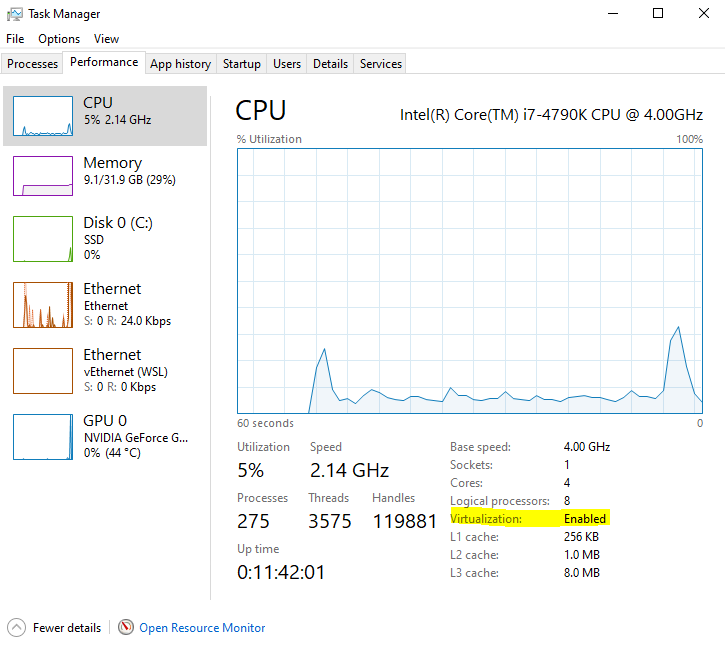 Task Manager
File Options View
Processes Performance App history Startup Users Details Services
CPU
5% 2.14 GHz
Memory
9.1/31.9 GB (29%)
Disk 0 (C:)
SSD
0%
Ethernet
Ethernet
S: 0 R: 24.0 Kbps
Ethernet
vEthernet (WSL)
S: 0 R: 0 Kbps
GPU 0
NVIDIA GeForce G...
0% (44 °C)
CPU Intel(R) Core(TM) i7-4790K CPU @ 4.00GHz
% Utilization 100%
60 seconds 0
Utilization Speed
5% 2.14 GHz
Processes Threads Handles
275 3575 119881
Up time
0:11:42:01
Base speed: 4.00 GHz
Sockets: 1
Cores: 4
Logical processors: 8
Virtualization: Enabled
L1 cache: 256 KB
L2 cache: 1.0 MB
L3 cache: 8.0 MB
Fewer details Open Resource Monitor